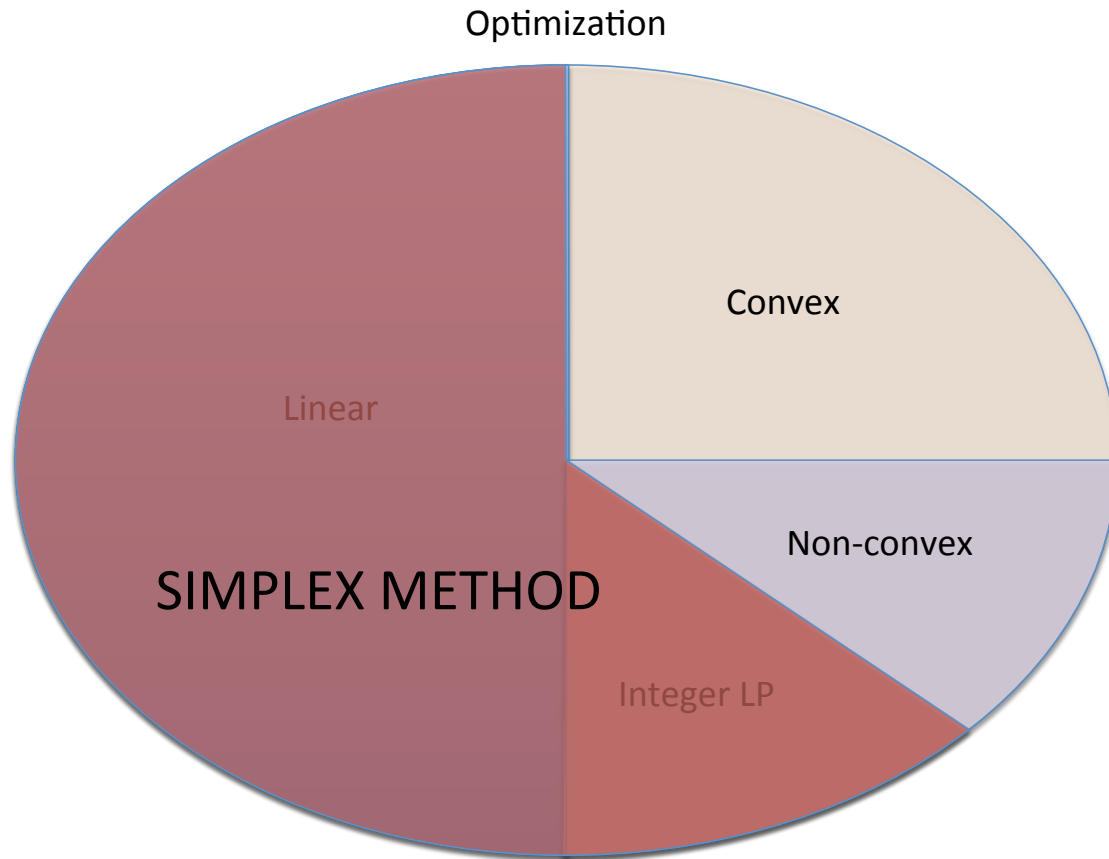 Optimization
Convex
Linear
Non-convex
SIMPLEX METHOD
Integer LP